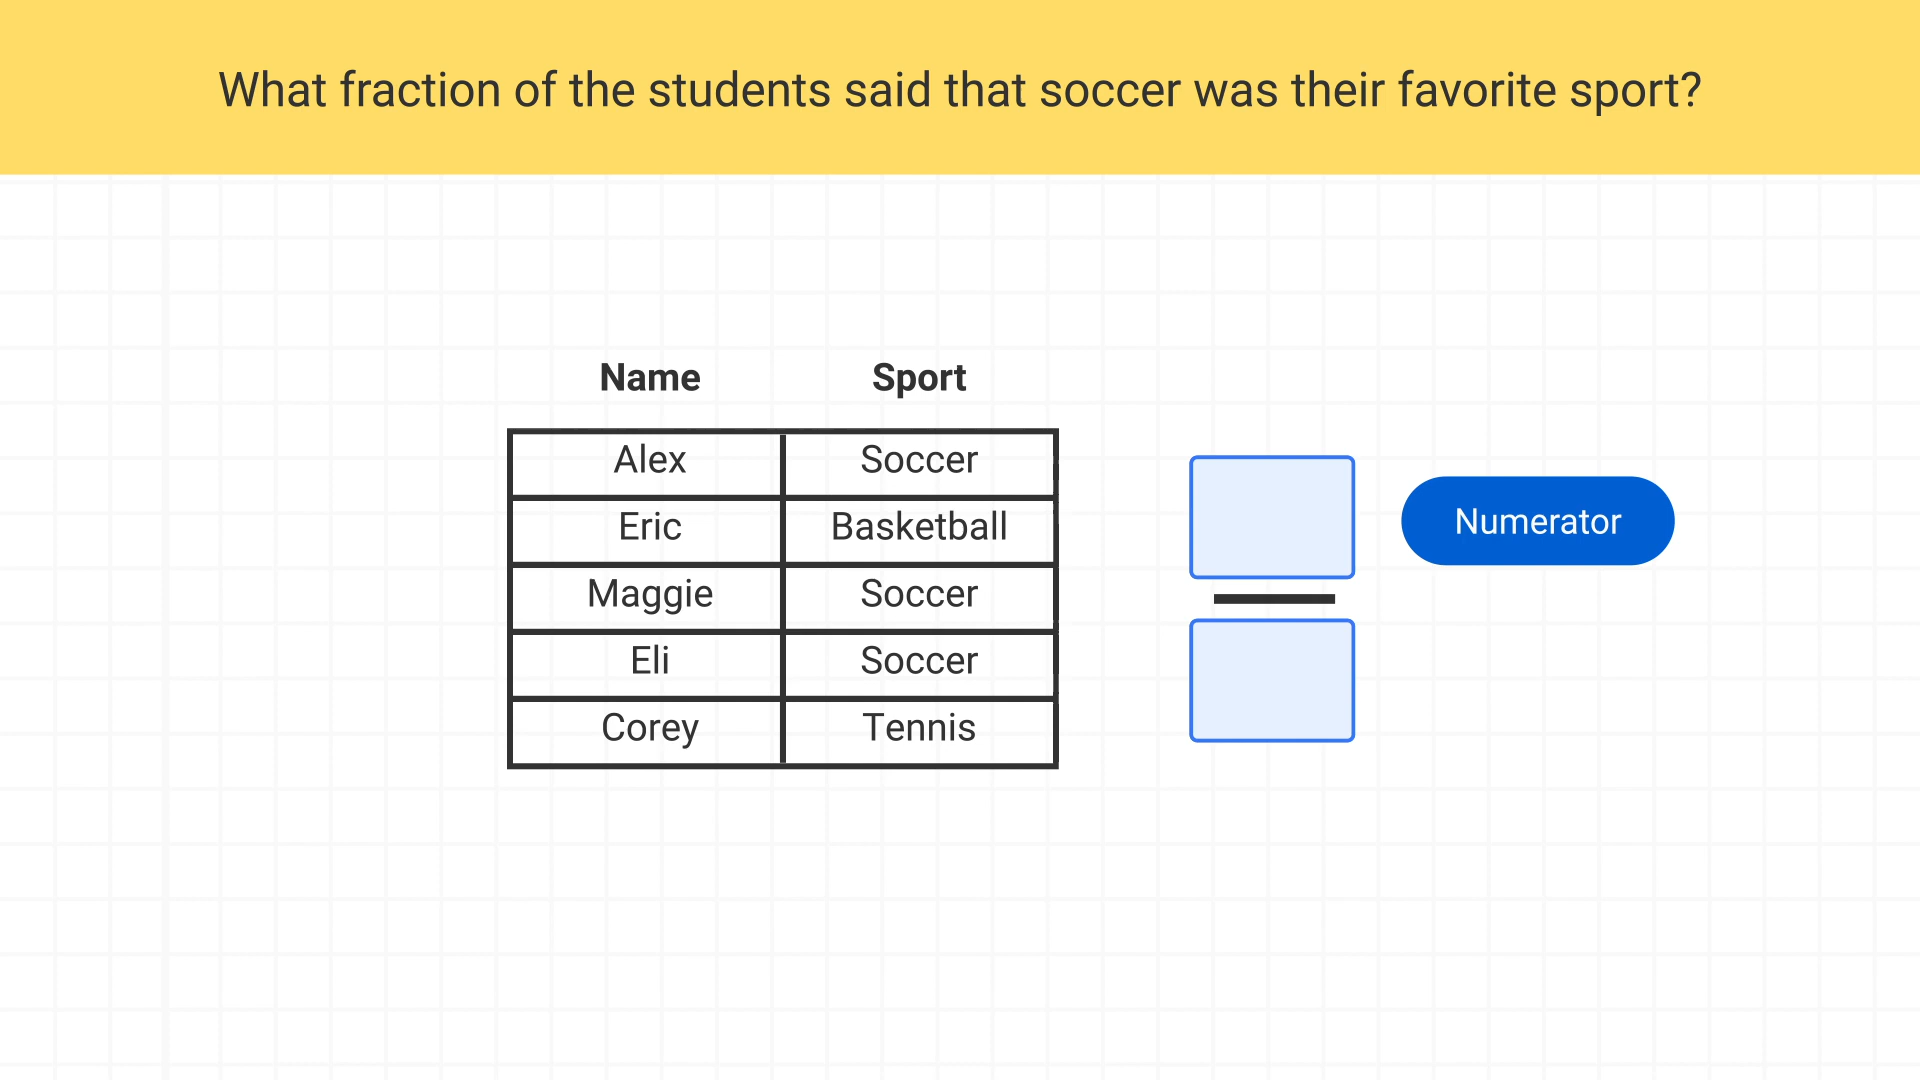 What fraction of the students said that soccer was their favorite sport?
Name Sport
Alex Soccer
Eric Basketball
Maggie Soccer
Eli Soccer
Corey Tennis
Numerator